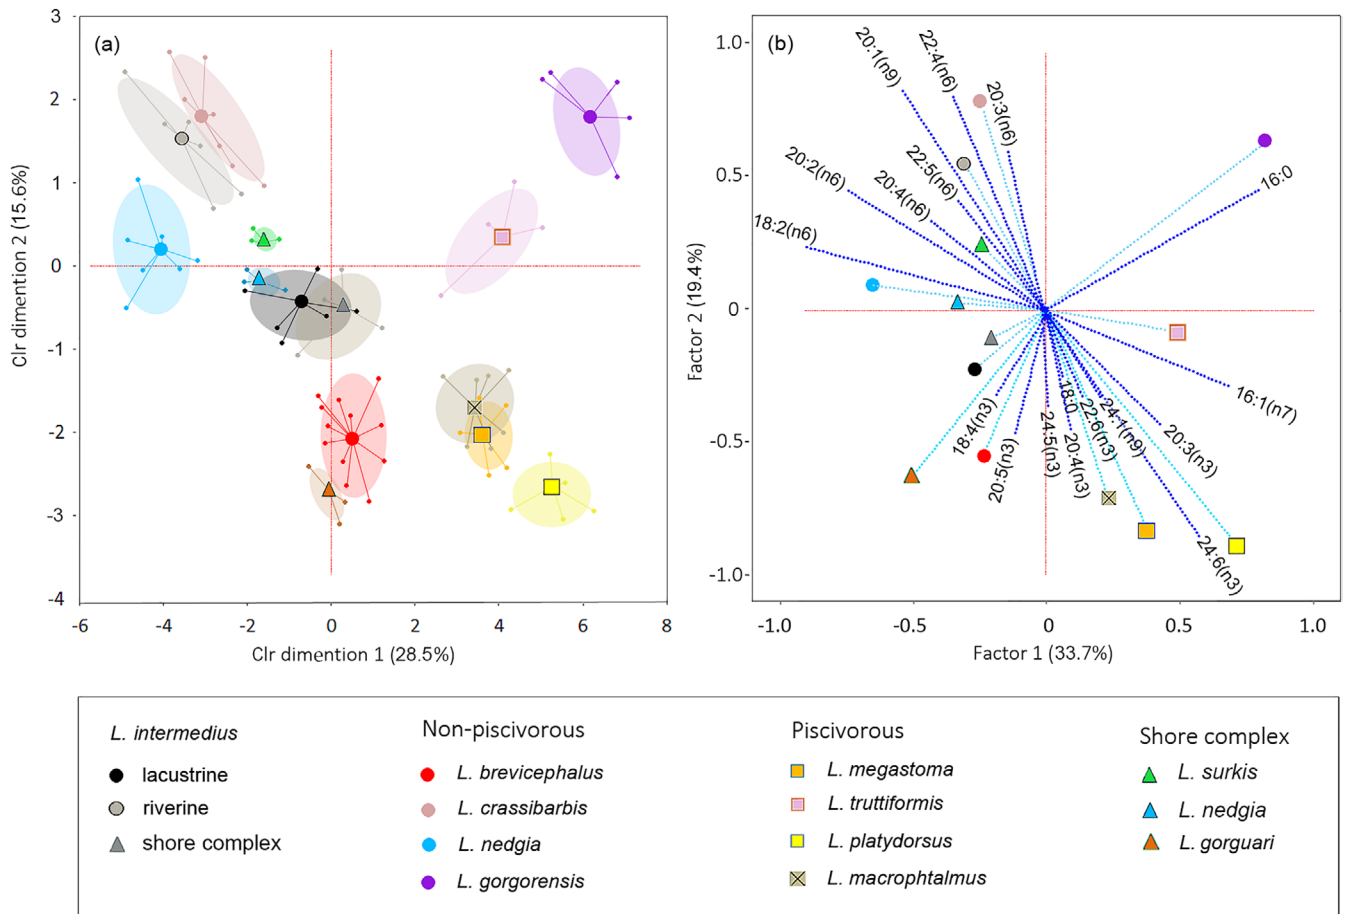 (a)
3
2
1
0
-1
-2
-3
-4
-6
-4
-2
0
2
4
6
8
Clr dimention 2 (15.6%)
Clr dimention 1 (28.5%)
(b)
1.0
0.5
0
-0.5
-1.0
-1.0
-0.5
0
0.5
1.0
Factor 2 (19.4%)
Factor 1 (33.7%)
20:1(n9)
22:4(n6)
20:3(n6)
22:5(n6)
20:2(n6)
20:4(n6)
18:2(n6)
16:0
16:1(n7)
18:4(n3)
20:5(n3)
24:5(n3)
18:0
20:4(n3)
22:6(n3)
24:1(n9)
20:3(n3)
24:6(n3)
L. intermedius
lacustrine
riverine
shore complex
Non-piscivorous
L. brevicephalus
L. crassibarbis
L. nedgia
L. gorgorensis
Piscivorous
L. megastoma
L. truttiformis
L. platydorsus
L. macrophtalmus
Shore complex
L. surkis
L. nedgia
L. gorguari